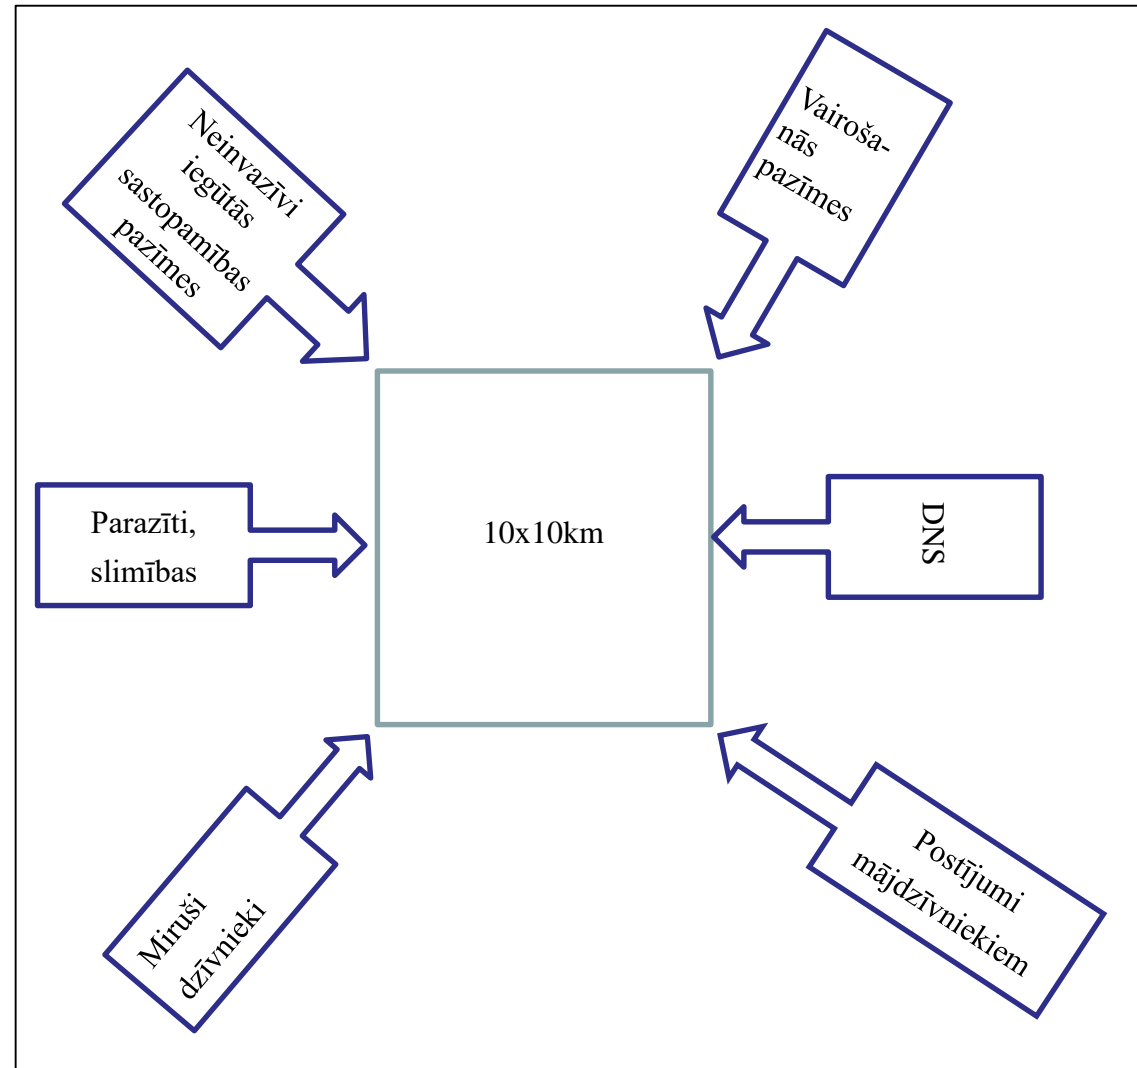 Neinvazīvi
iegūtās
sastopamības
pazīmes
Vairoša-
nās
pazīmes
Parazīti,
slimības
10x10km
DNS
Miruši
dzīvnieki
Postījumi
mājdzīvniekiem